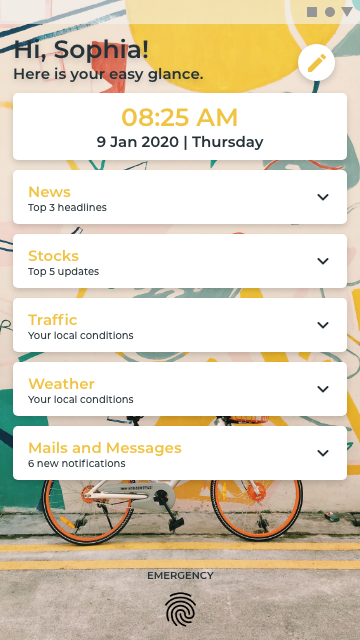 Hi, Sophia!
Here is your easy glance.
08:25 AM
9 Jan 2020 | Thursday
News
Top 3 headlines
Stocks
Top 5 updates
Traffic
Your local conditions
Weather
Your local conditions
Mails and Messages
6 new notifications
EMERGENCY